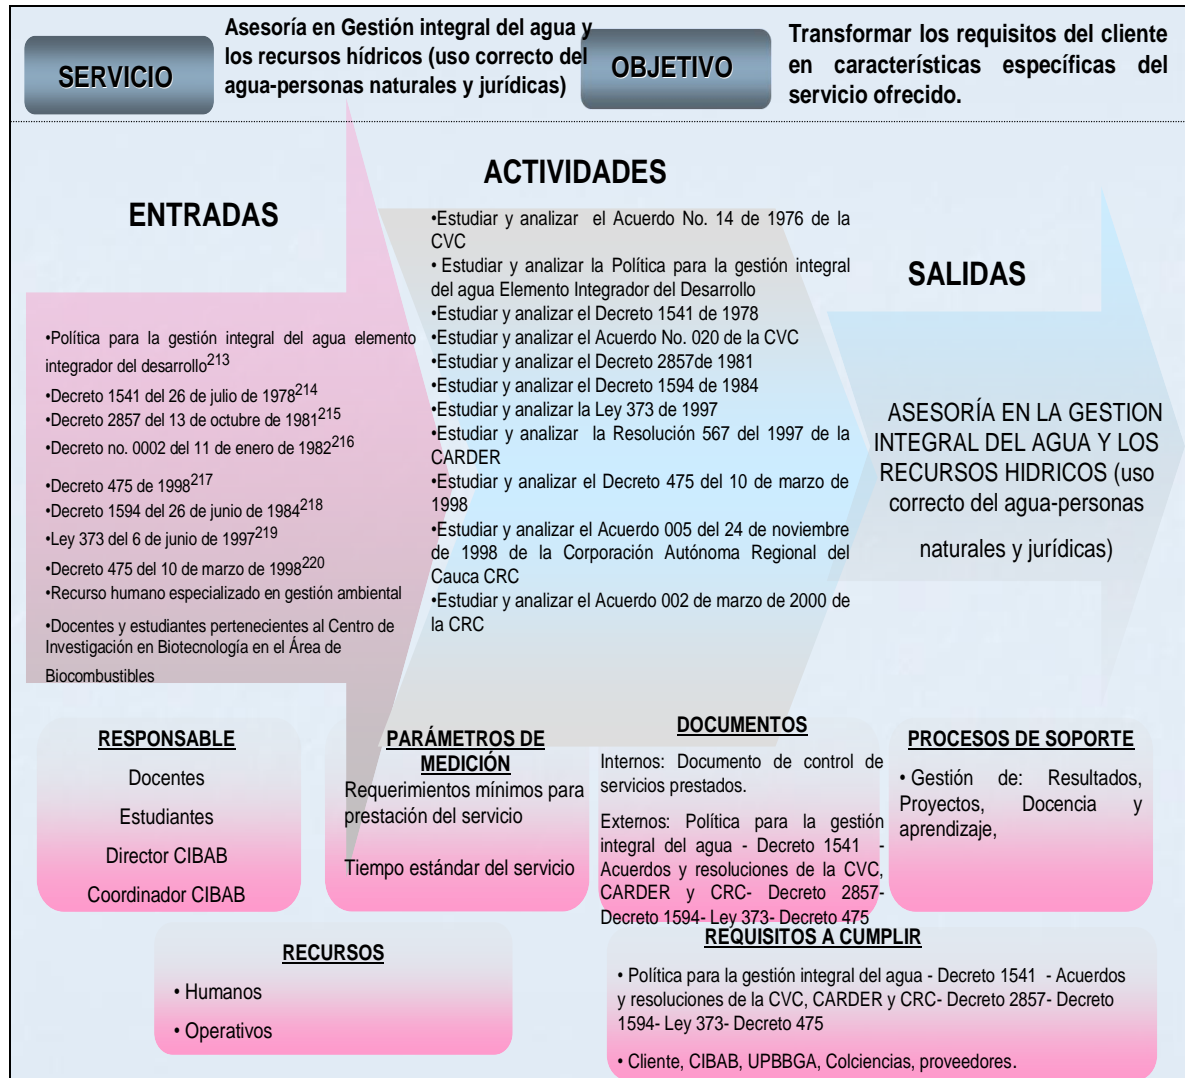 SERVICIO
Asesoría en Gestión integral del agua y
los recursos hídricos (uso correcto del
agua-personas naturales y jurídicas)
OBJETIVO
Transformar los requisitos del cliente
en características específicas del
servicio ofrecido.
ENTRADAS
•Política para la gestión integral del agua elemento
integrador del desarrollo213
•Decreto 1541 del 26 de julio de 1978214
•Decreto 2857 del 13 de octubre de 1981215
•Decreto no. 0002 del 11 de enero de 1982216
•Decreto 475 de 1998217
•Decreto 1594 del 26 de junio de 1984218
•Ley 373 del 6 de junio de 1997219
•Decreto 475 del 10 de marzo de 1998220
•Recurso humano especializado en gestión ambiental
•Docentes y estudiantes pertenecientes al Centro de
Investigación en Biotecnología en el Área de
Biocombustibles
ACTIVIDADES
•Estudiar y analizar el Acuerdo No. 14 de 1976 de la
CVC
• Estudiar y analizar la Política para la gestión integral
del agua Elemento Integrador del Desarrollo
•Estudiar y analizar el Decreto 1541 de 1978
•Estudiar y analizar el Acuerdo No. 020 de la CVC
•Estudiar y analizar el Decreto 2857de 1981
•Estudiar y analizar el Decreto 1594 de 1984
•Estudiar y analizar la Ley 373 de 1997
•Estudiar y analizar la Resolución 567 del 1997 de la
CARDER
•Estudiar y analizar el Decreto 475 del 10 de marzo de
1998
•Estudiar y analizar el Acuerdo 005 del 24 de noviembre
de 1998 de la Corporación Autónoma Regional del
Cauca CRC
•Estudiar y analizar el Acuerdo 002 de marzo de 2000 de
la CRC
SALIDAS
ASESORÍA EN LA GESTION
INTEGRAL DEL AGUA Y LOS
RECURSOS HIDRICOS (uso
correcto del agua-personas
naturales y jurídicas)
RESPONSABLE
Docentes
Estudiantes
Director CIBAB
Coordinador CIBAB
PARÁMETROS DE
MEDICIÓN
Requerimientos mínimos para
prestación del servicio
Tiempo estándar del servicio
DOCUMENTOS
Internos: Documento de control de
servicios prestados.
Externos: Política para la gestión
integral del agua - Decreto 1541 -
Acuerdos y resoluciones de la CVC,
CARDER y CRC- Decreto 2857-
Decreto 1594- Ley 373- Decreto 475
PROCESOS DE SOPORTE
• Gestión de: Resultados,
Proyectos, Docencia y
aprendizaje,
RECURSOS
• Humanos
• Operativos
REQUISITOS A CUMPLIR
• Política para la gestión integral del agua - Decreto 1541 - Acuerdos
y resoluciones de la CVC, CARDER y CRC- Decreto 2857- Decreto
1594- Ley 373- Decreto 475
• Cliente, CIBAB, UPBBGA, Colciencias, proveedores.